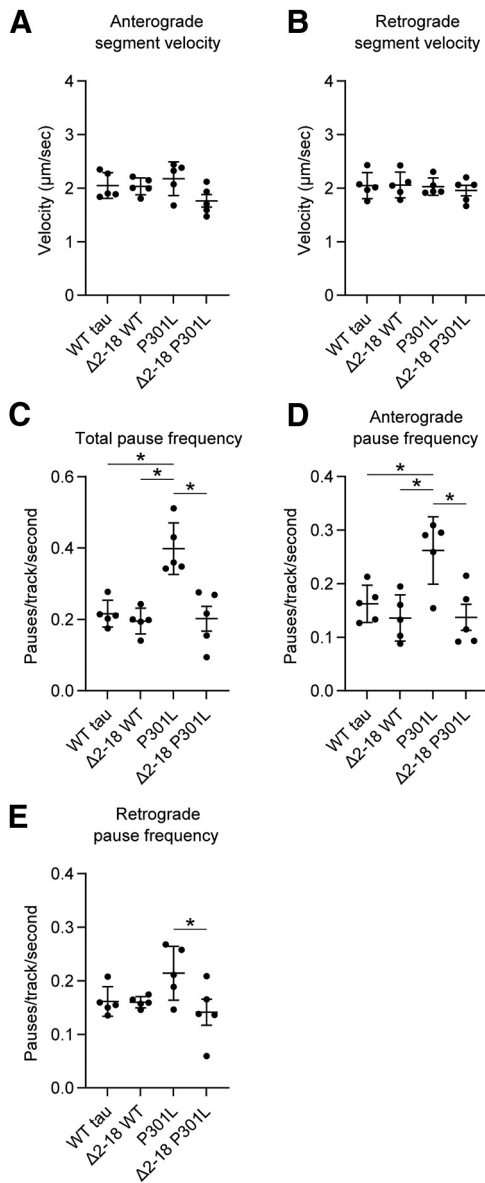 A
Anterograde
segment velocity
Velocity (µm/sec)
4
3
2
1
0
WT tau
Δ2-18 WT
P301L
Δ2-18 P301L
B
Retrograde
segment velocity
Velocity (µm/sec)
4
3
2
1
0
WT tau
Δ2-18 WT
P301L
Δ2-18 P301L
C
Total pause frequency
Pauses/track/second
0.6
0.4
0.2
0.0
*
*
*
WT tau
Δ2-18 WT
P301L
Δ2-18 P301L
D
Anterograde
pause frequency
Pauses/track/second
0.4
0.3
0.2
0.1
0.0
*
*
*
WT tau
Δ2-18 WT
P301L
Δ2-18 P301L
E
Retrograde
pause frequency
Pauses/track/second
0.4
0.3
0.2
0.1
0.0
*
WT tau
Δ2-18 WT
P301L
Δ2-18 P301L